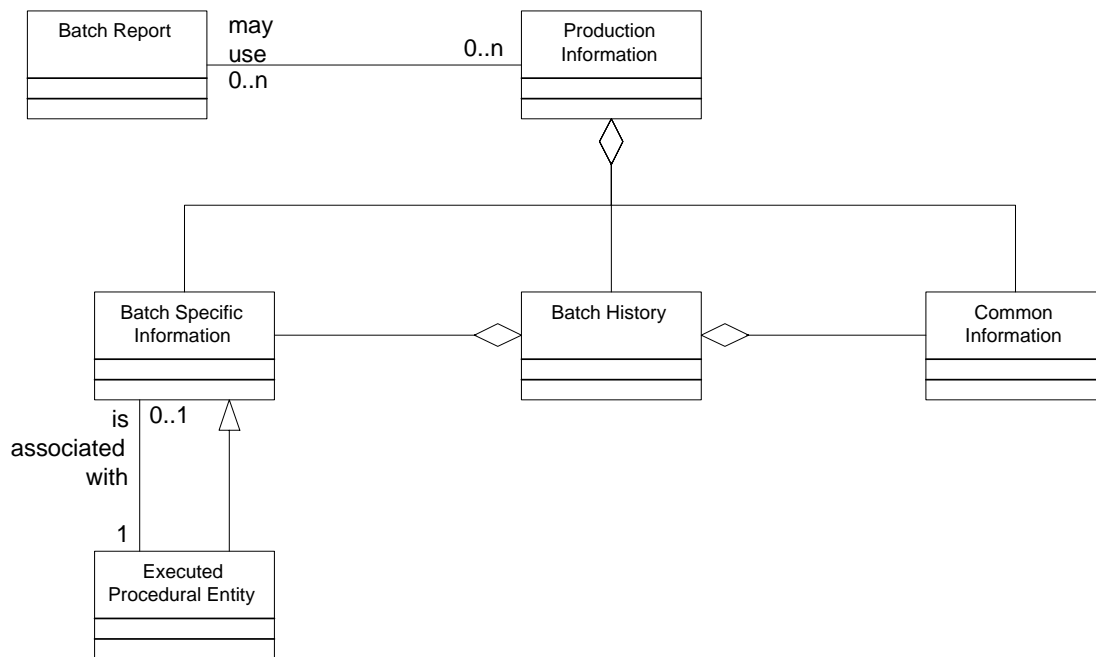 Batch Report
may
use
0..n
0..n
Production
Information
Batch Specific
Information
Batch History
Common
Information
is
associated
with
0..1
1
Executed
Procedural Entity